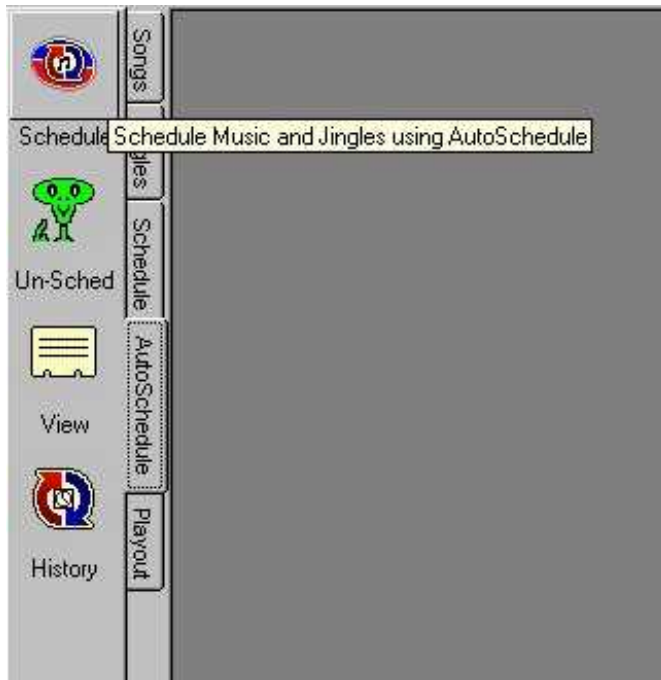 Songs
Schedule
Schedule Music and Jingles using AutoSchedule
gles
Un-Sched
Schedule
View
AutoSchedule
History
Playout